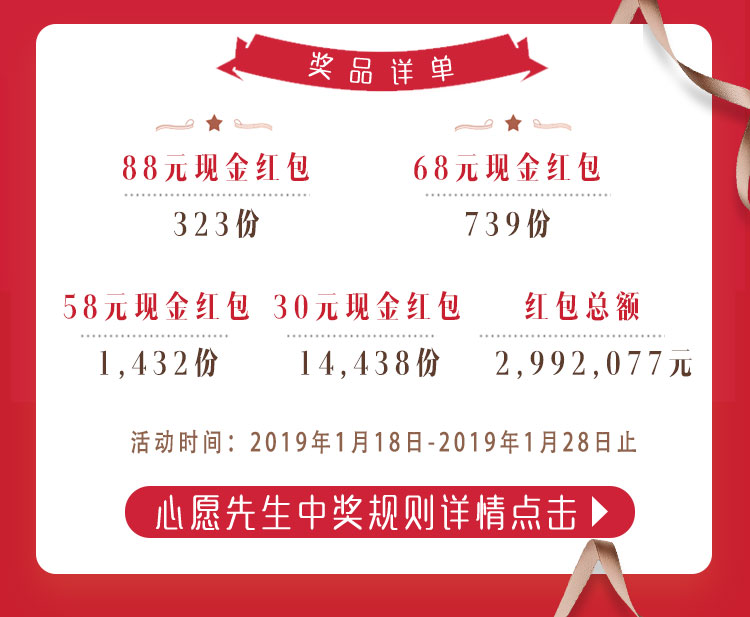 奖品详单
88元现金红包 68元现金红包
323份 739份
58元现金红包 30元现金红包 红包总额
1,432份 14,438份 2,992,077元
活动时间：2019年1月18日-2019年1月28日止
心愿先生中奖规则详情点击